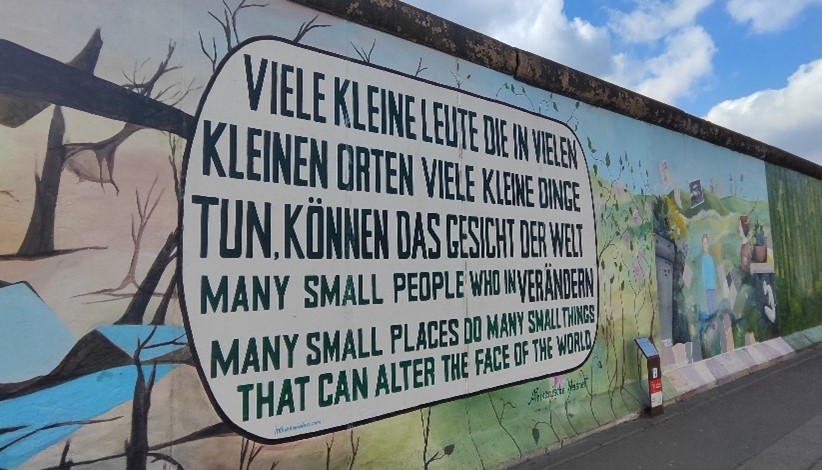 VIELE KLEINE LEUTE DIE IN VIELEN
KLEINEN ORTEN VIELE KLEINE DINGE
TUN, KÖNNEN DAS GESICHT DER WELT
MANY SMALL PEOPLE WHO IN VERÄNDERN
MANY SMALL PLACES DO MANY SMALL THINGS
THAT CAN ALTER THE FACE OF THE WORLD